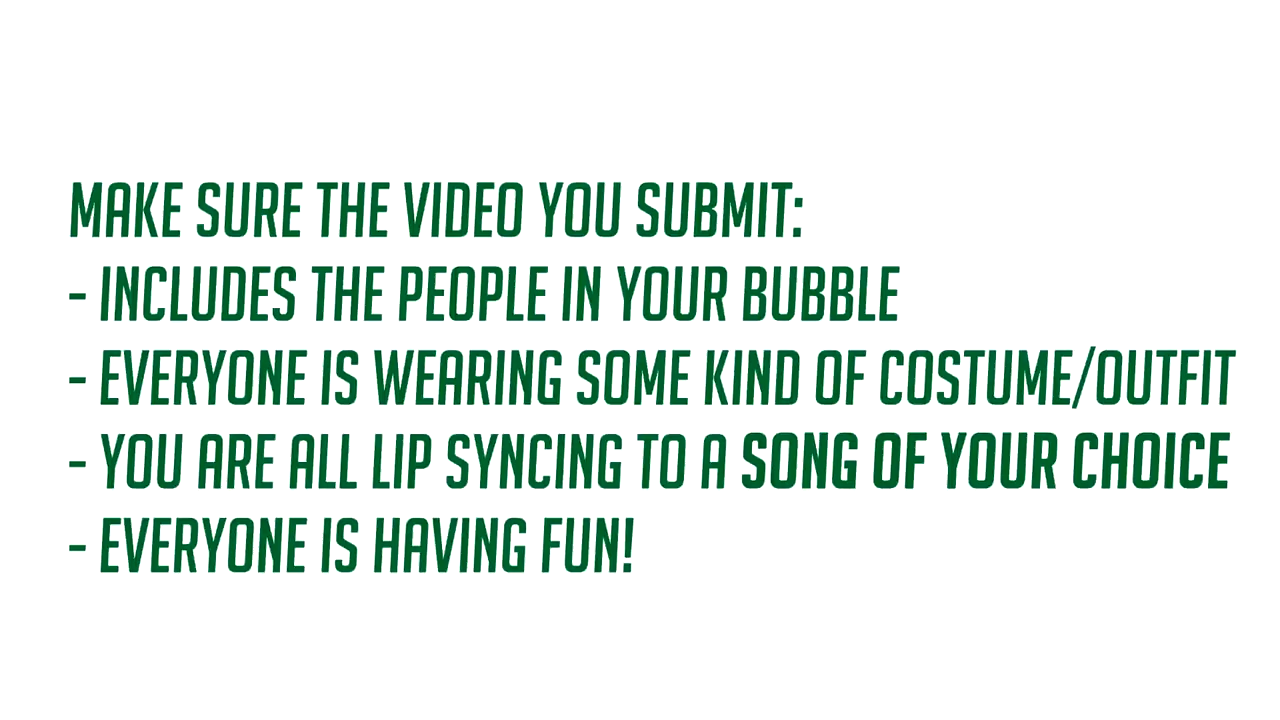 MAKE SURE THE VIDEO YOU SUBMIT:
- INCLUDES THE PEOPLE IN YOUR BUBBLE
- EVERYONE IS WEARING SOME KIND OF COSTUME/OUTFIT
- YOU ARE ALL LIP SYNCING TO A SONG OF YOUR CHOICE
- EVERYONE IS HAVING FUN!